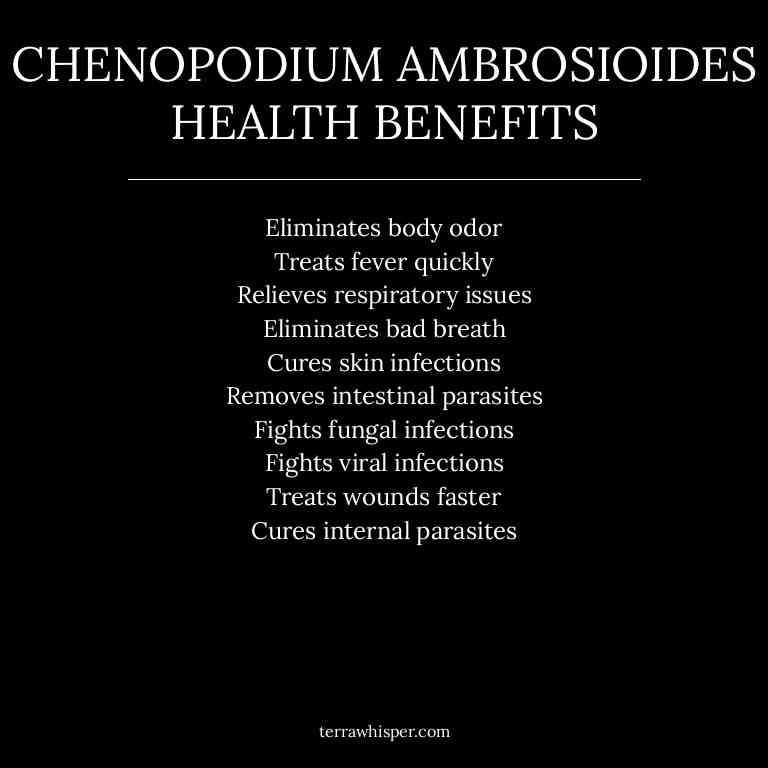 CHENOPODIUM AMBROSIOIDES
HEALTH BENEFITS
Eliminates body odor
Treats fever quickly
Relieves respiratory issues
Eliminates bad breath
Cures skin infections
Removes intestinal parasites
Fights fungal infections
Fights viral infections
Treats wounds faster
Cures internal parasites
terrawhisper.com